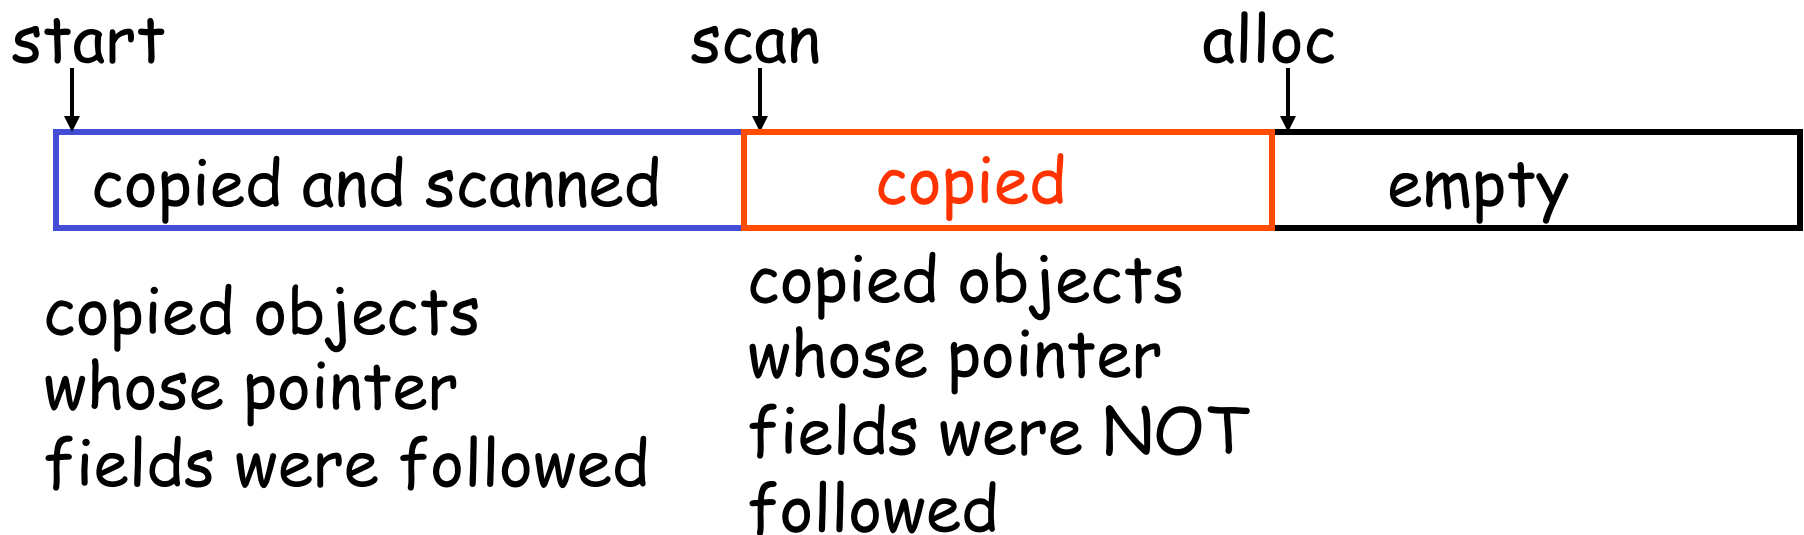 start scan alloc
copied and scanned copied empty
copied objects
whose pointer
fields were followed
copied objects
whose pointer
fields were NOT
followed